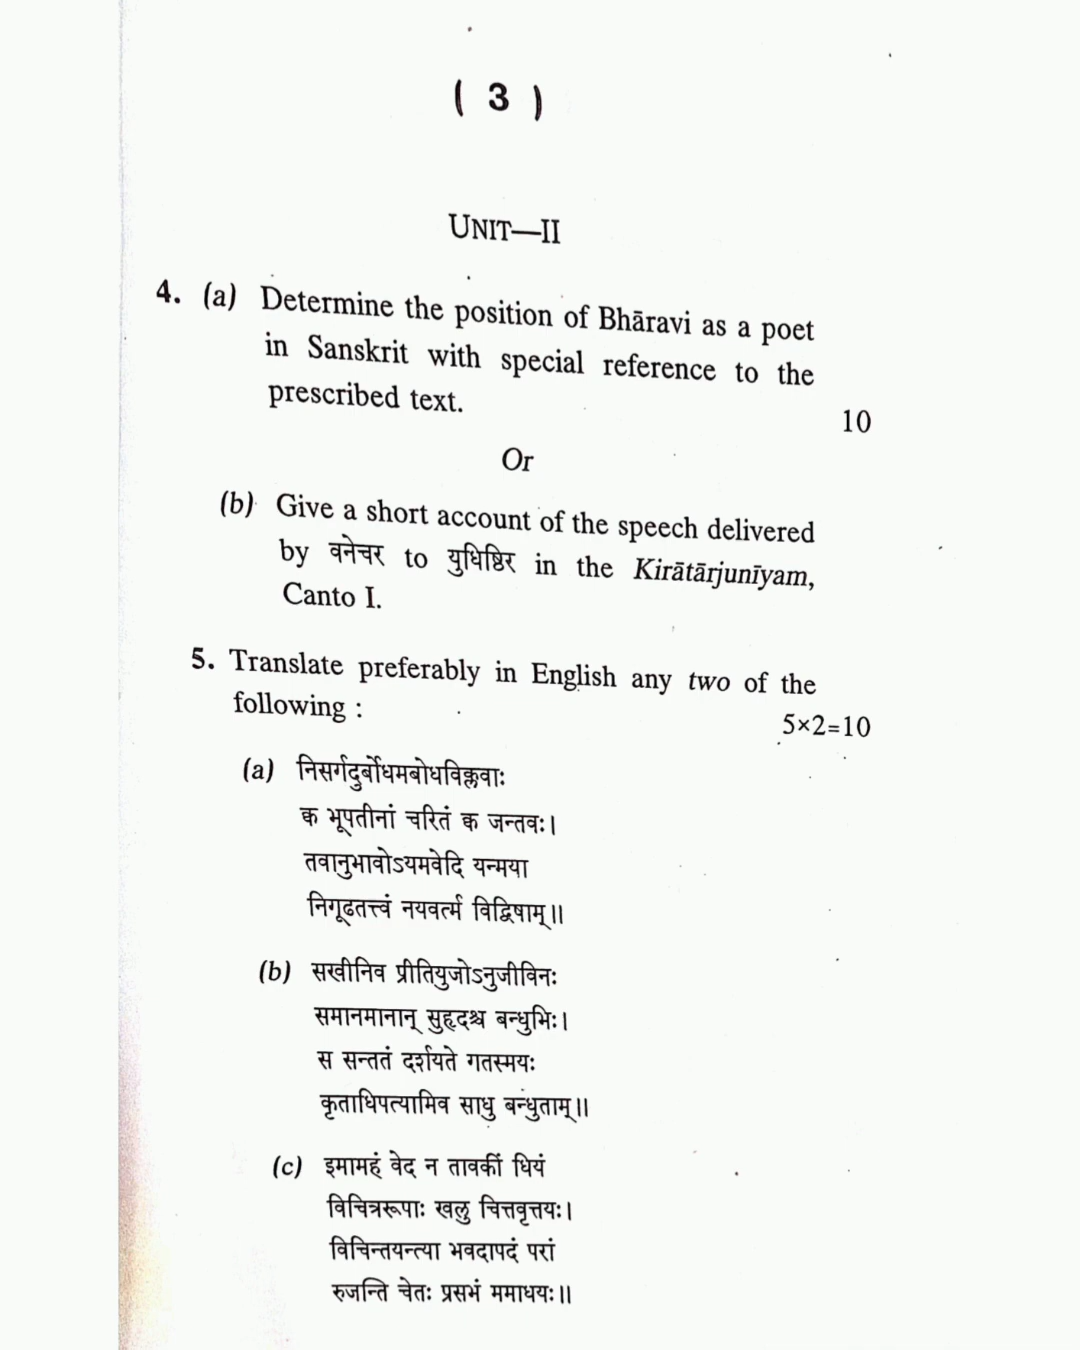 ( 3 )
UNIT—II
4. (a) Determine the position of Bhāravi as a poet
in Sanskrit with special reference to the
prescribed text.
10
Or
(b) Give a short account of the speech delivered
by वनेचर to युधिष्ठिर in the Kirātārjunīyam,
Canto I.
5. Translate preferably in English any two of the
following :
5×2=10
(a) निसर्गदुर्बोधमबोधविक्लवाः
क्व भूपतीनां चरितं क्व जन्तवः।
तवानुभावोऽयमवेदि यन्मया
निगूढतत्त्वं नयवर्त्म विद्विषाम्॥
(b) सखीनिव प्रीतियुजोऽनुजीविनः
समानमानान् सुहृदश्च बन्धुभिः।
स सन्ततं दर्शयते गतस्मयः
कृताधिपत्यामिव साधु बन्धुताम्॥
(c) इमामहं वेद न तावकीं धियं
विचित्ररूपाः खलु चित्तवृत्तयः।
विचिन्तयन्त्या भवदापदं परां
रुजन्ति चेतः प्रसभं ममाधयः॥